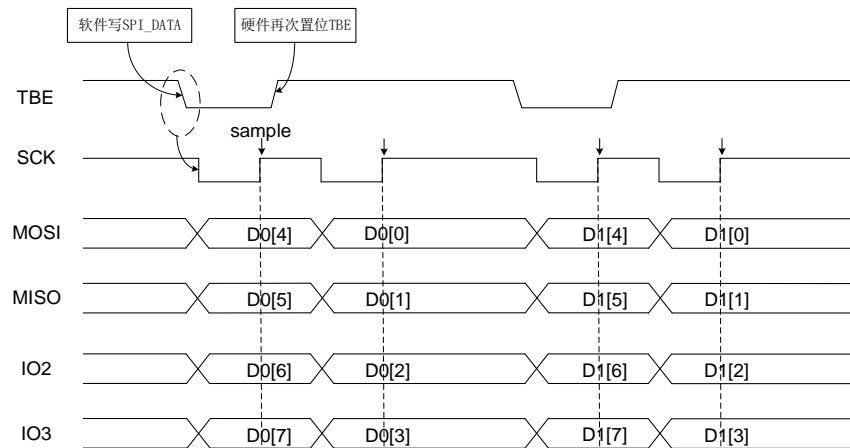 软件写SPI_DATA 硬件再次置位TBE
TBE
sample
SCK
MOSI D0[4] D0[0] D1[4] D1[0]
MISO D0[5] D0[1] D1[5] D1[1]
IO2 D0[6] D0[2] D1[6] D1[2]
IO3 D0[7] D0[3] D1[7] D1[3]